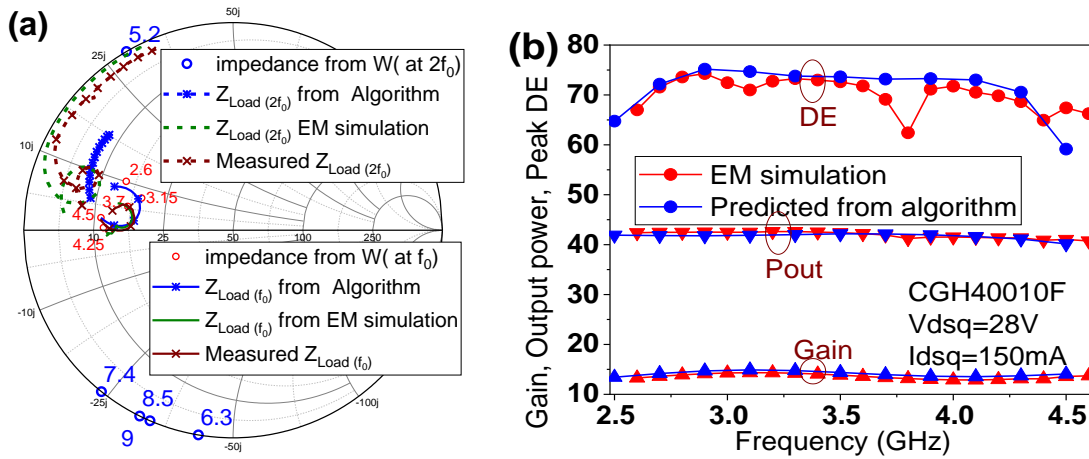 (a)
5.2
50j
25j
100j
10j
impedance from W( at 2f0)
ZLoad (2f0) from Algorithm
ZLoad (2f0) EM simulation
Measured ZLoad (2f0)
2.6
3.15
3.7
4.5
4.25
10
25
50
100
250
impedance from W( at f0)
ZLoad (f0) from Algorithm
ZLoad (f0) from EM simulation
Measured ZLoad (f0)
-10j
7.4
-25j
8.5
9
6.3
-50j
-100j
(b)
Gain, Output power, Peak DE
80
70
60
50
40
30
20
10
DE
EM simulation
Predicted from algorithm
Pout
CGH40010F
Vdsq=28V
Idsq=150mA
Gain
2.5 3.0 3.5 4.0 4.5
Frequency (GHz)